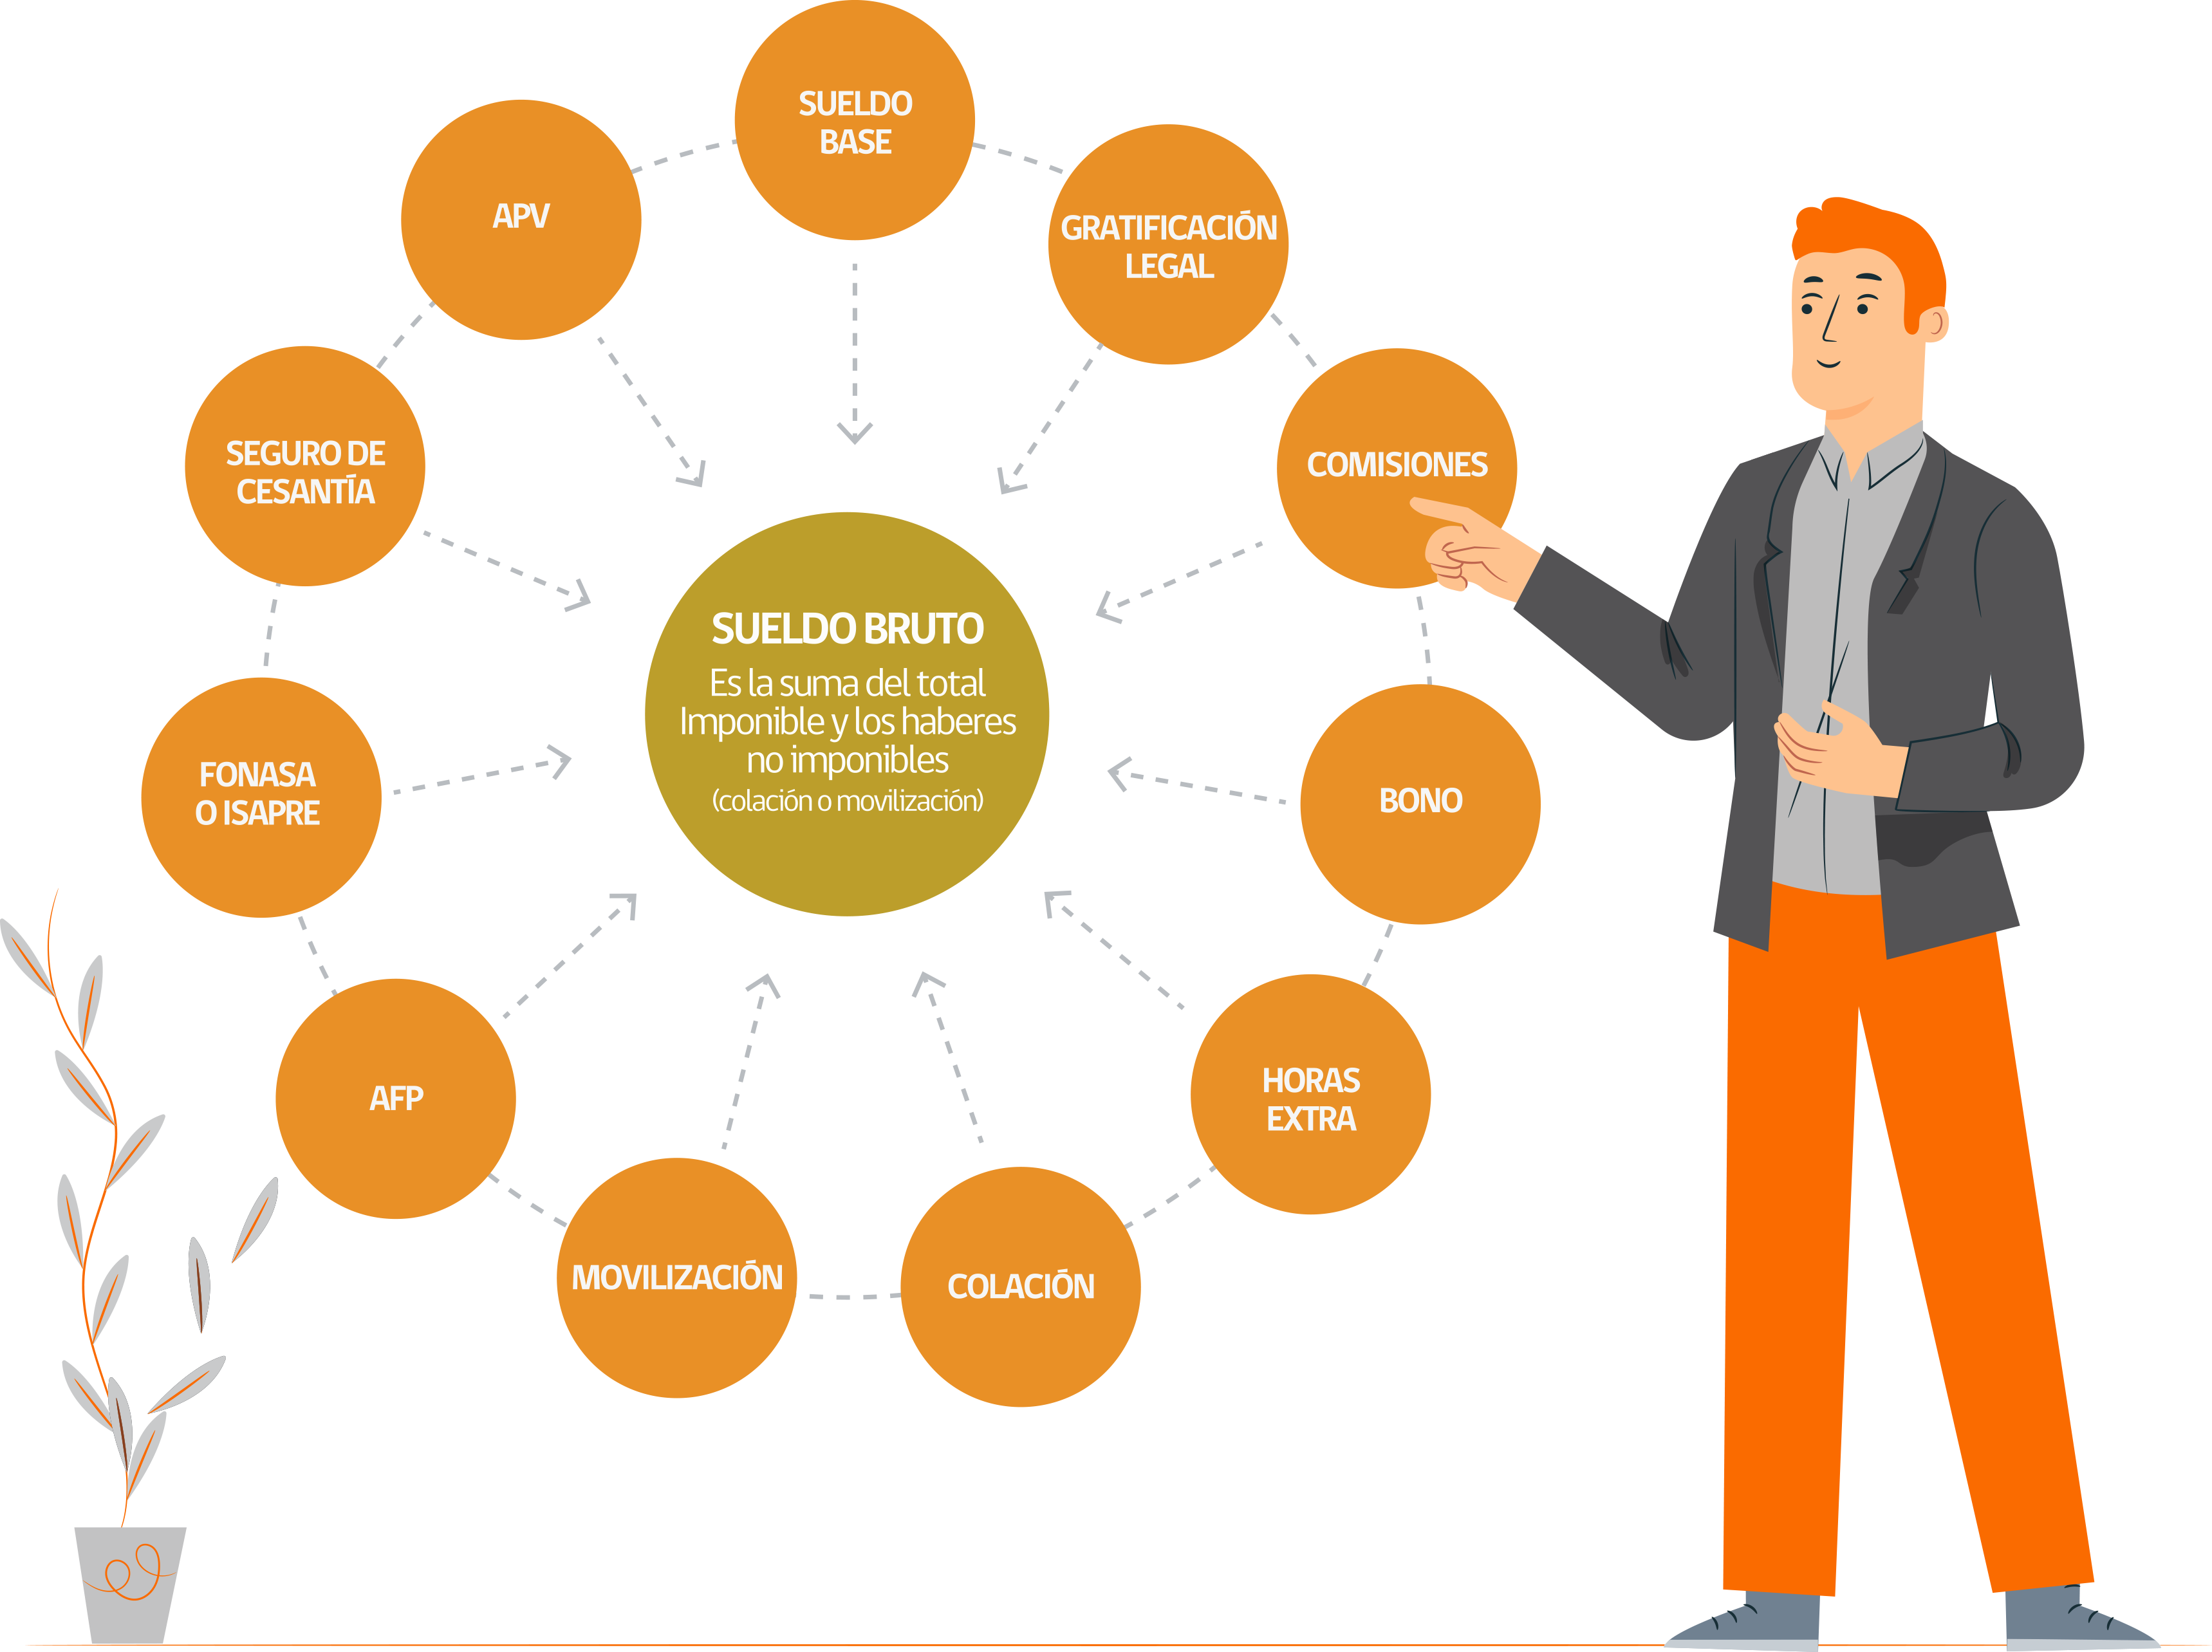 SUELDO
BASE
GRATIFICACIÓN
LEGAL
COMISIONES
BONO
HORAS
EXTRA
COLACIÓN
MOVILIZACIÓN
AFP
FONASA
O ISAPRE
SEGURO DE
CESANTÍA
APV
SUELDO BRUTO
Es la suma del total
Imponible y los haberes
no imponibles
(colación o movilización)